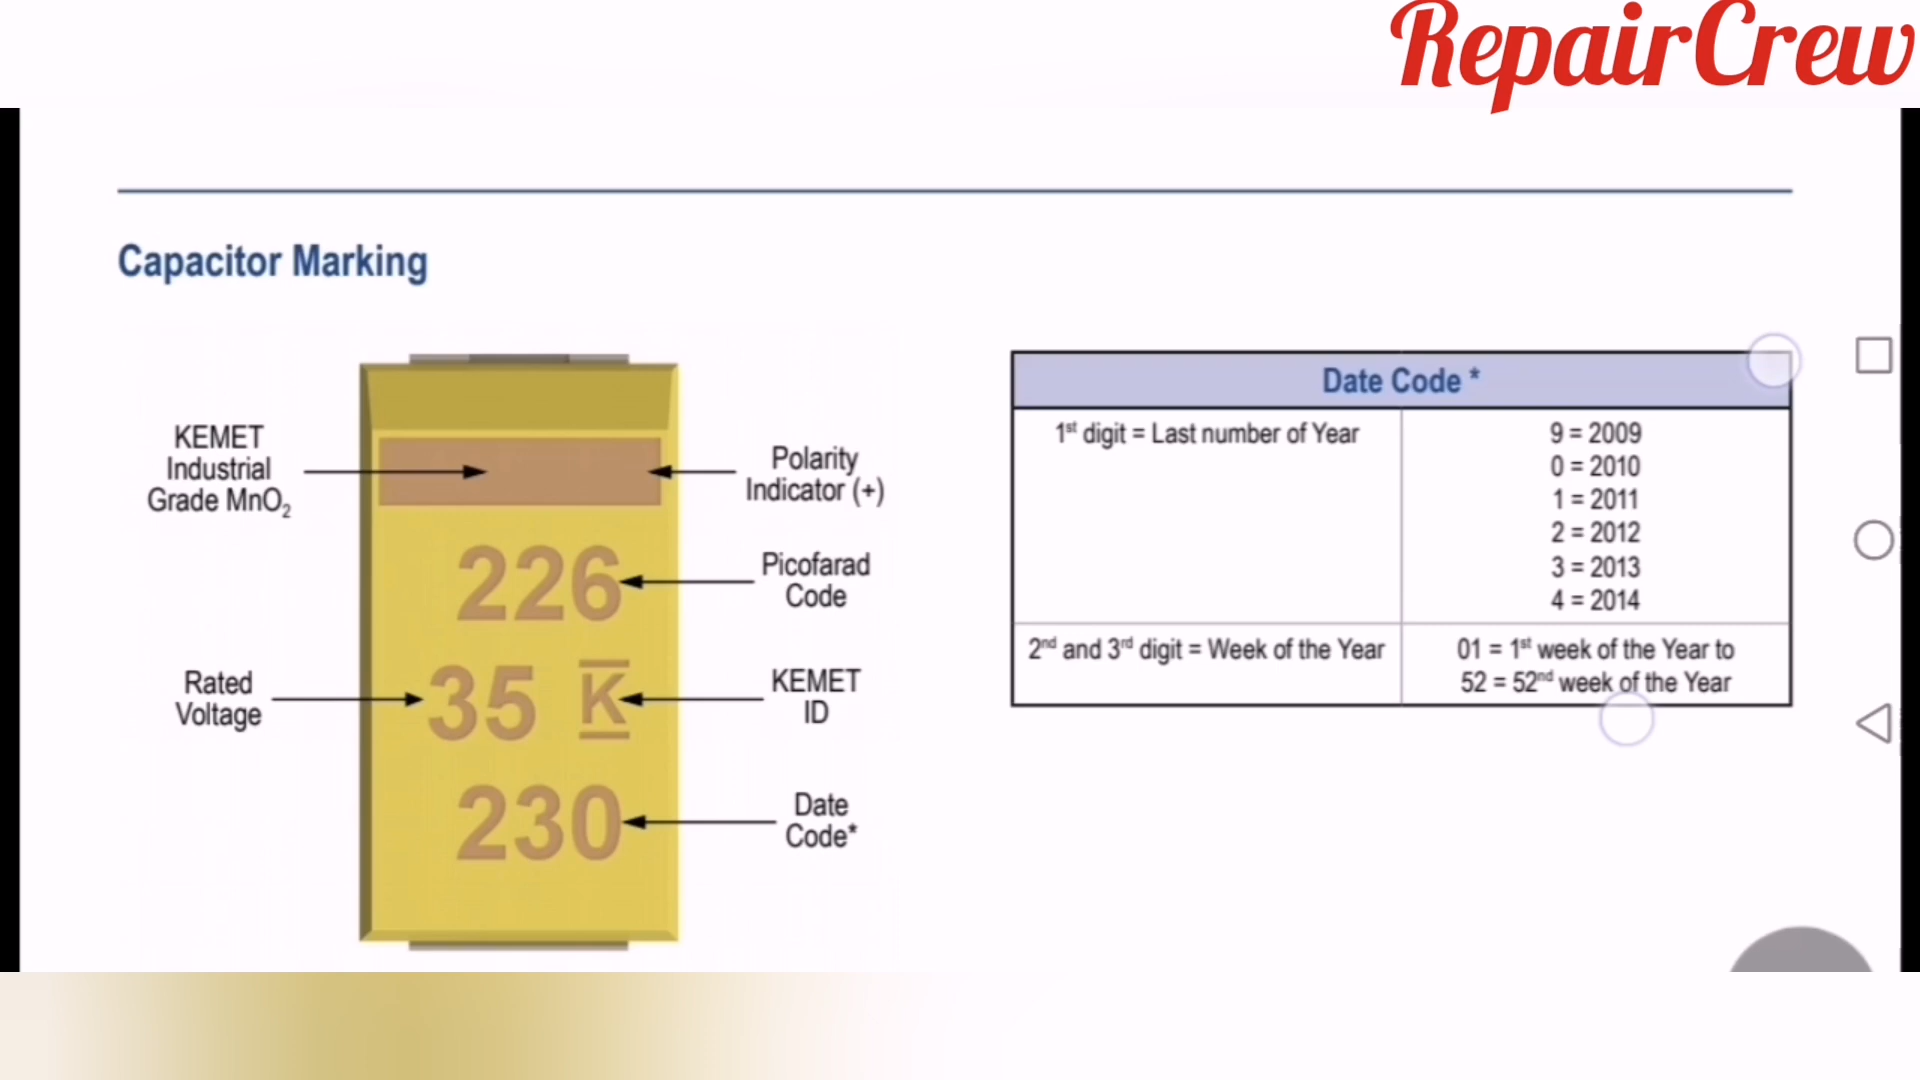 RepairCrew
Capacitor Marking
KEMET
Industrial
Grade MnO₂
Polarity
Indicator (+)
226
Picofarad
Code
Rated
Voltage
35 K
KEMET
ID
230
Date
Code*
Date Code *
1st digit = Last number of Year
9 = 2009
0 = 2010
1 = 2011
2 = 2012
3 = 2013
4 = 2014
2nd and 3rd digit = Week of the Year
01 = 1st week of the Year to
52 = 52nd week of the Year